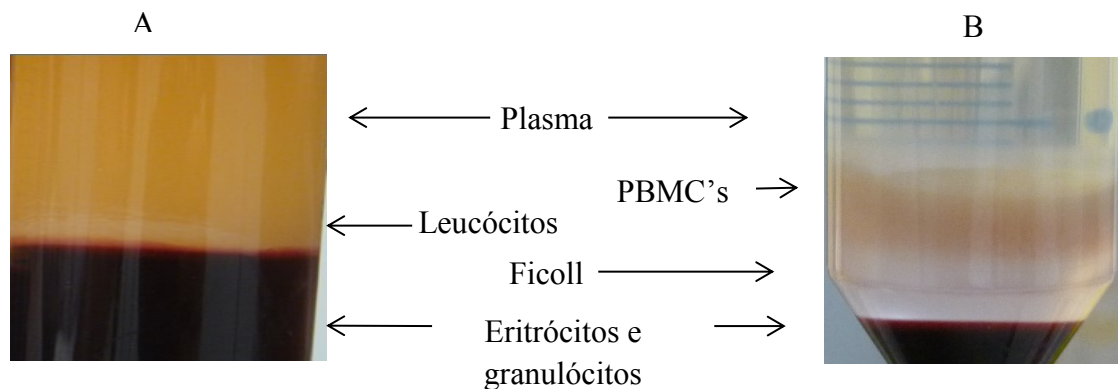 A
B
Plasma
PBMC's
Leucócitos
Ficoll
Eritrócitos e
granulócitos